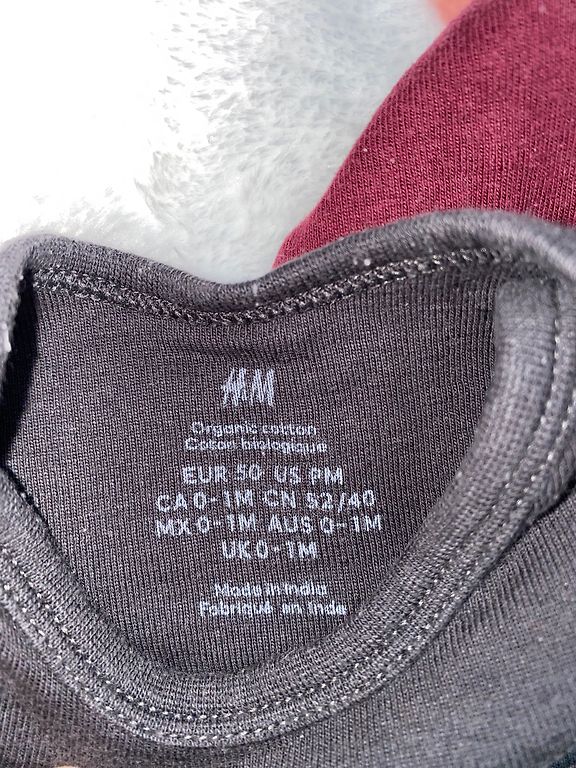 H&M
Organic cotton
Coton biologique
EUR 50 US PM
CA 0-1M CN 52/40
MX 0-1M AUS 0-1M
UK 0-1M
Made in India
Fabriqué en Inde